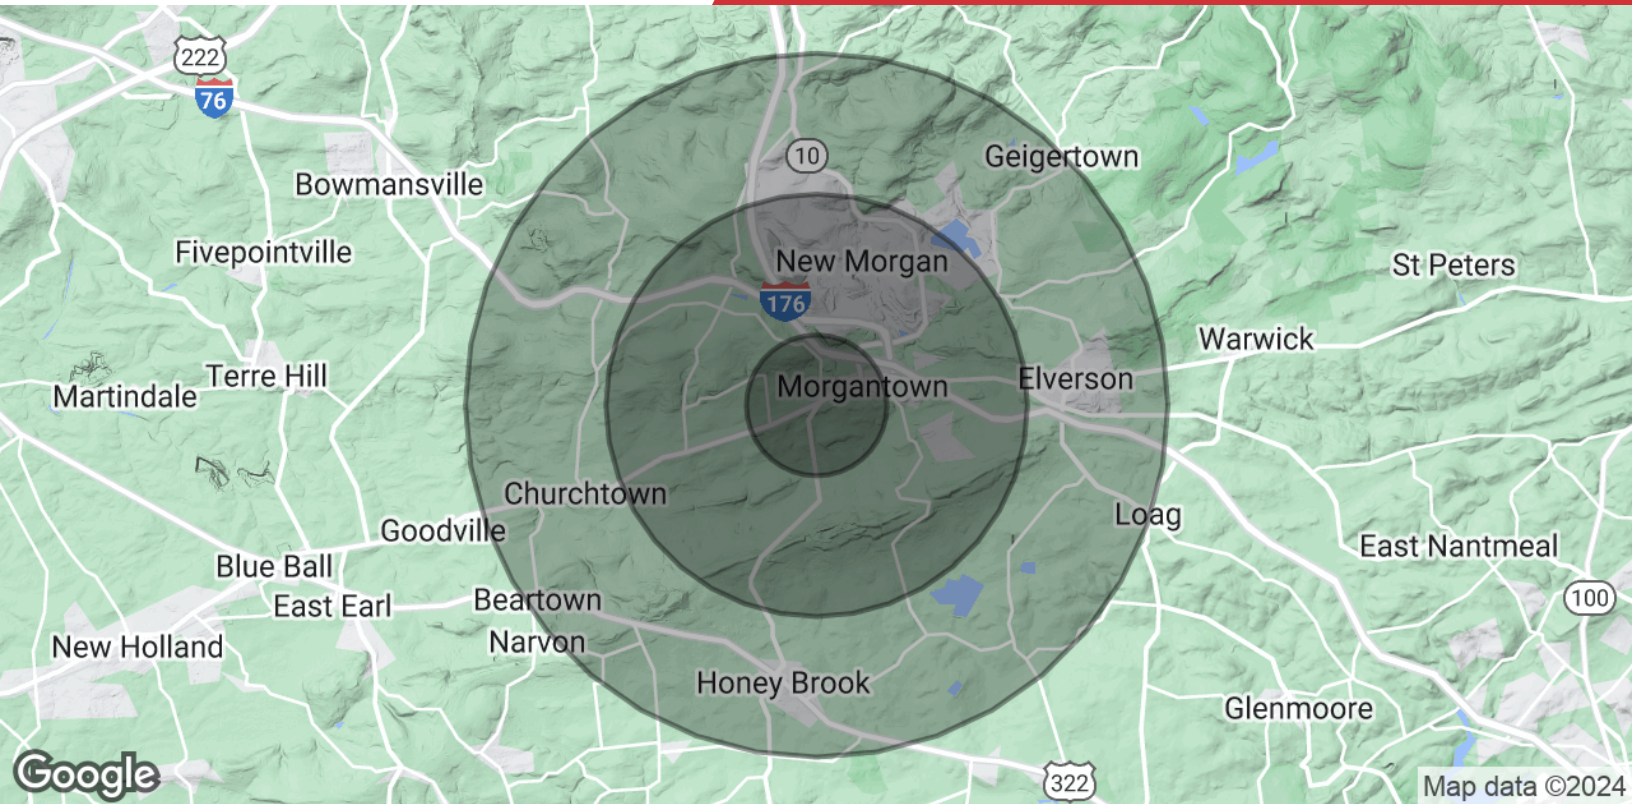 222
76
10
Geigertown
Bowmansville
Fivepointville
New Morgan
St Peters
176
Warwick
Terre Hill
Morgantown
Elverson
Martindale
Churchtown
Loag
Goodville
East Nantmeal
Blue Ball
Beartown
East Earl
100
New Holland
Narvon
Honey Brook
Glenmoore
Google
322
Map data ©2024